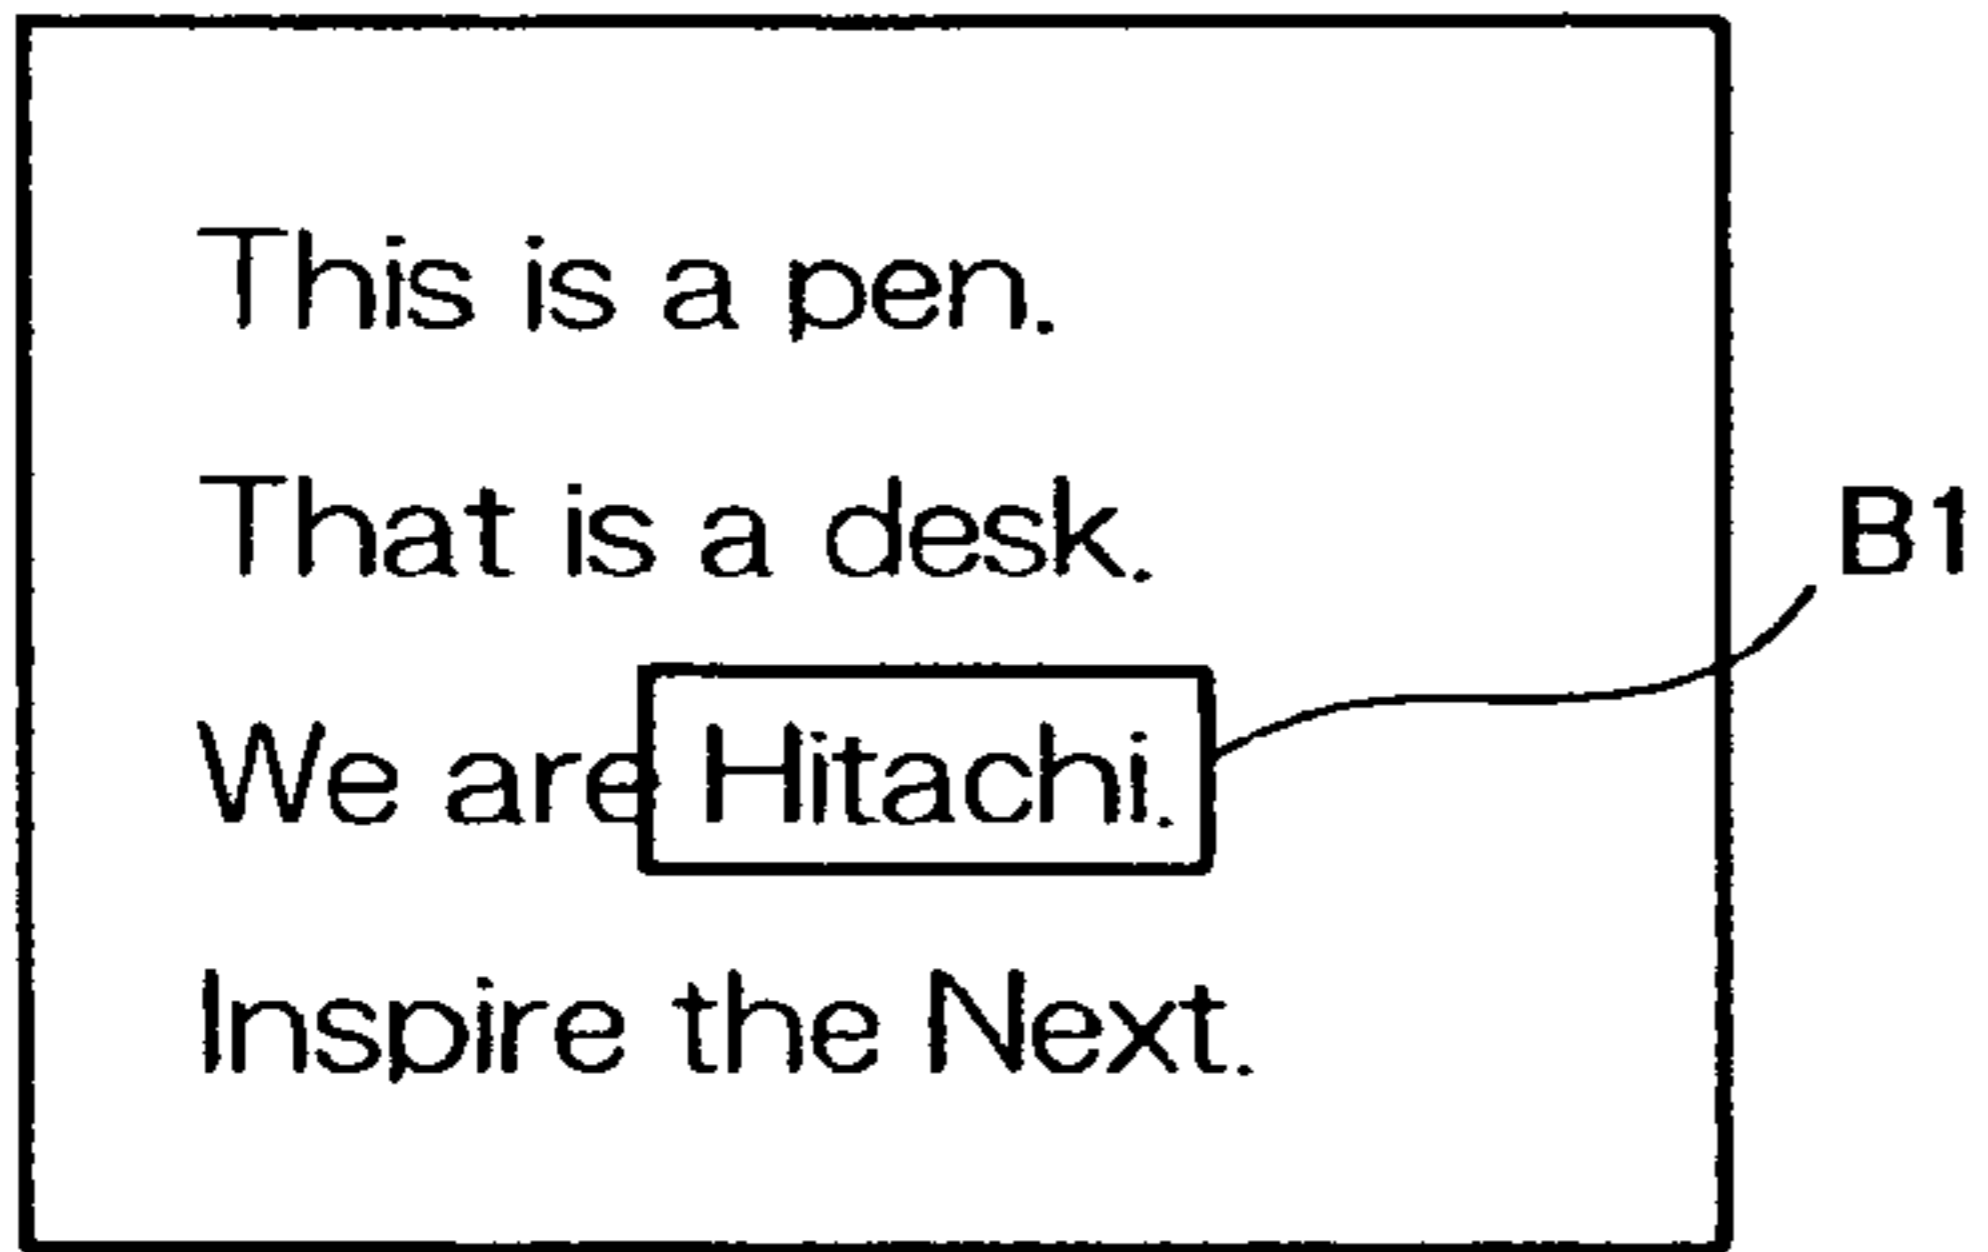 This is a pen.
That is a desk.
B1
We are Hitachi.
Inspire the Next.